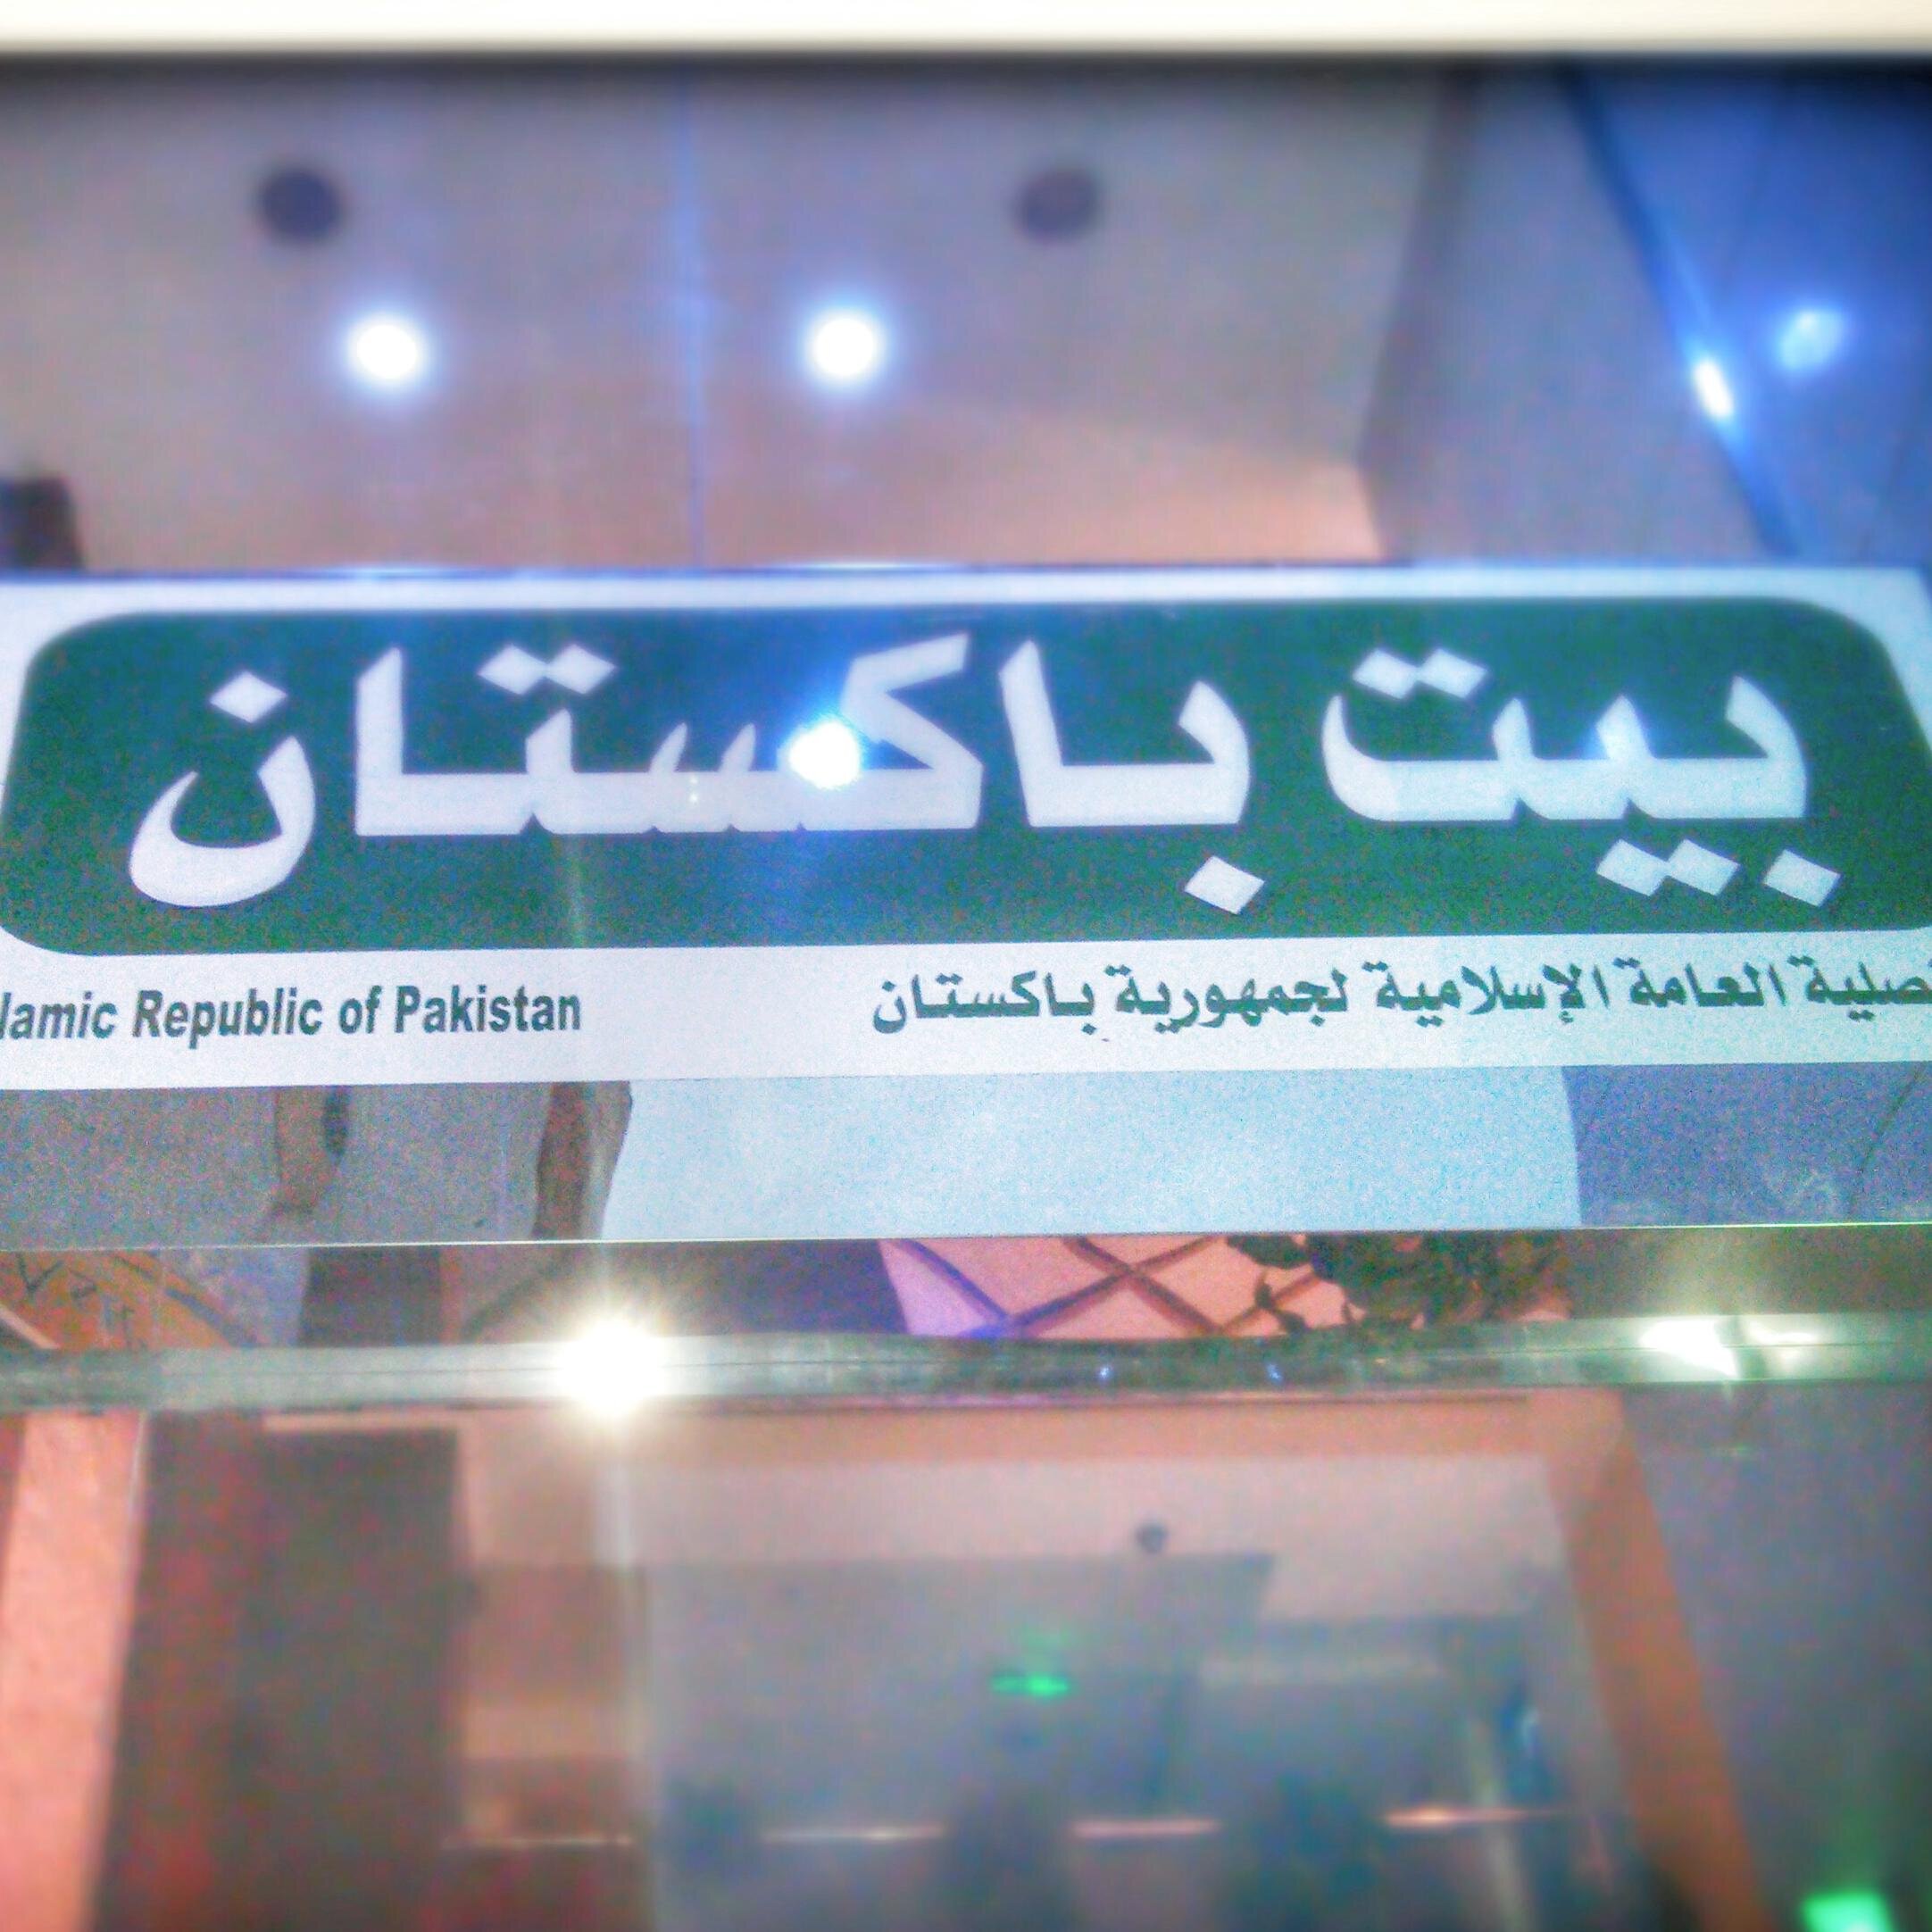 بيت باكستان
العامة الإسلامية لجمهورية باكستان
Republic of Pakistan